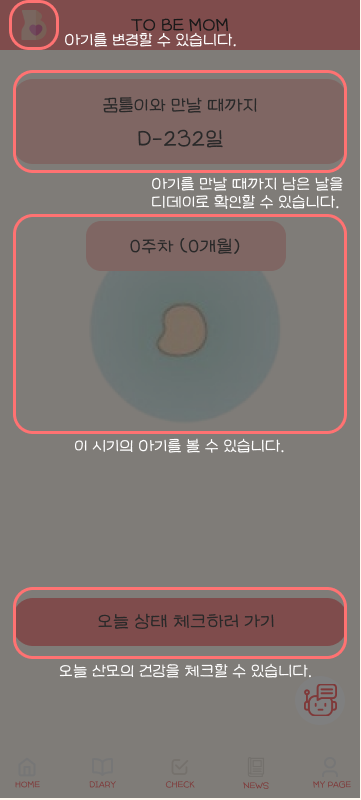 TO BE MOM
아기를 변경할 수 있습니다.
꿈틀이와 만날 때까지
D-232일
아기를 만날 때까지 남은 날을
디데이로 확인할 수 있습니다.
0주차 (0개월)
이 시기의 아기를 볼 수 있습니다.
오늘 상태 체크하러 가기
오늘 산모의 건강을 체크할 수 있습니다.
HOME
DIARY
CHECK
NEWS
MY PAGE